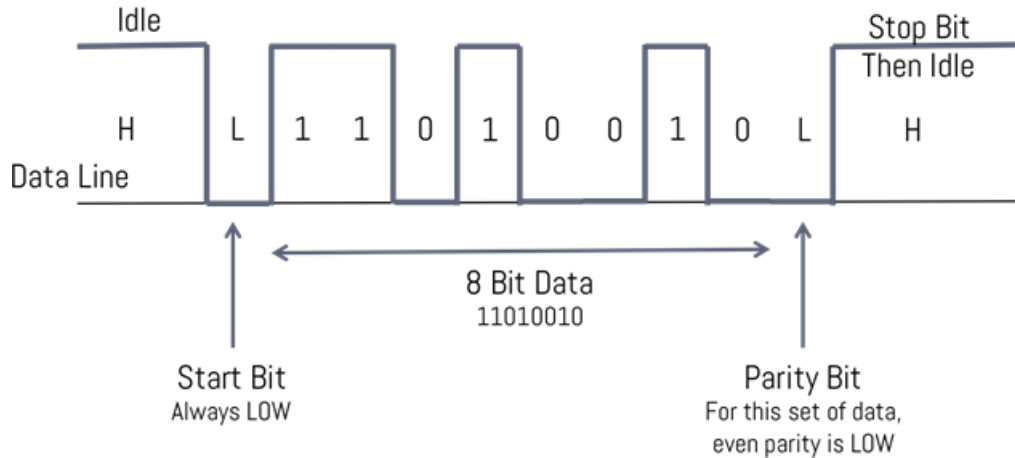 Idle
Stop Bit
Then Idle
H L 1 1 0 1 0 0 1 0 L H
Data Line
8 Bit Data
11010010
Start Bit
Always LOW
Parity Bit
For this set of data,
even parity is LOW